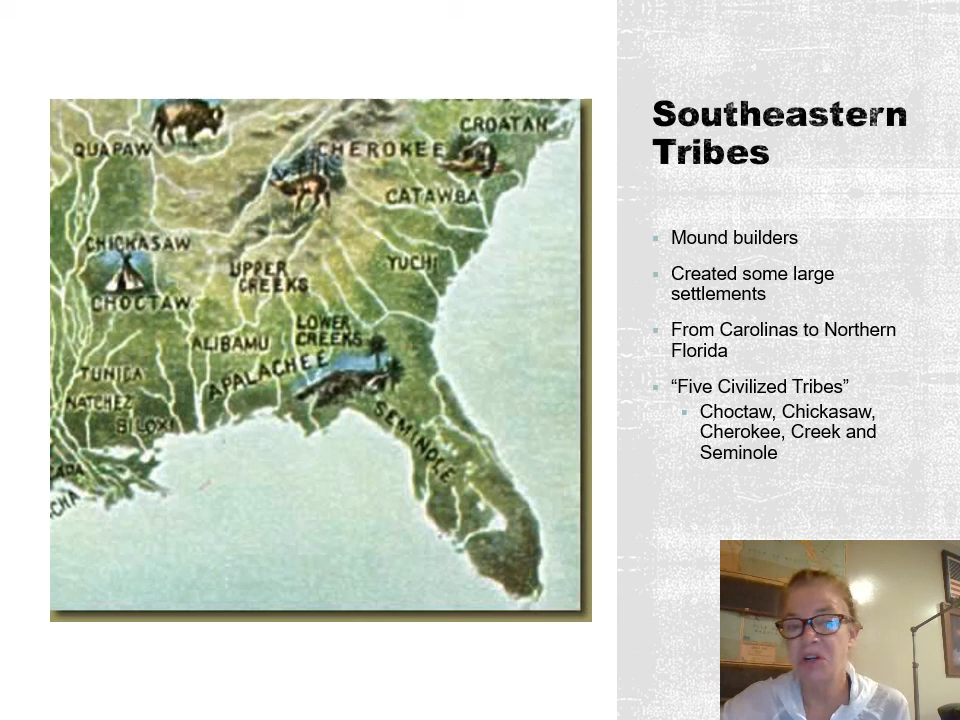 Southeastern
Tribes
Mound builders
Created some large
settlements
From Carolinas to Northern
Florida
“Five Civilized Tribes”
Choctaw, Chickasaw,
Cherokee, Creek and
Seminole
CROATAN
QUAPAW
CHEROKEE
CATAWBA
CHICKASAW
YUCHI
UPPER
CREEKS
CHOCTAW
LOWER
CREEKS
ALIBAMU
APALACHEE
TUNICA
NATCHEZ
SEMINOLE
BILOXI